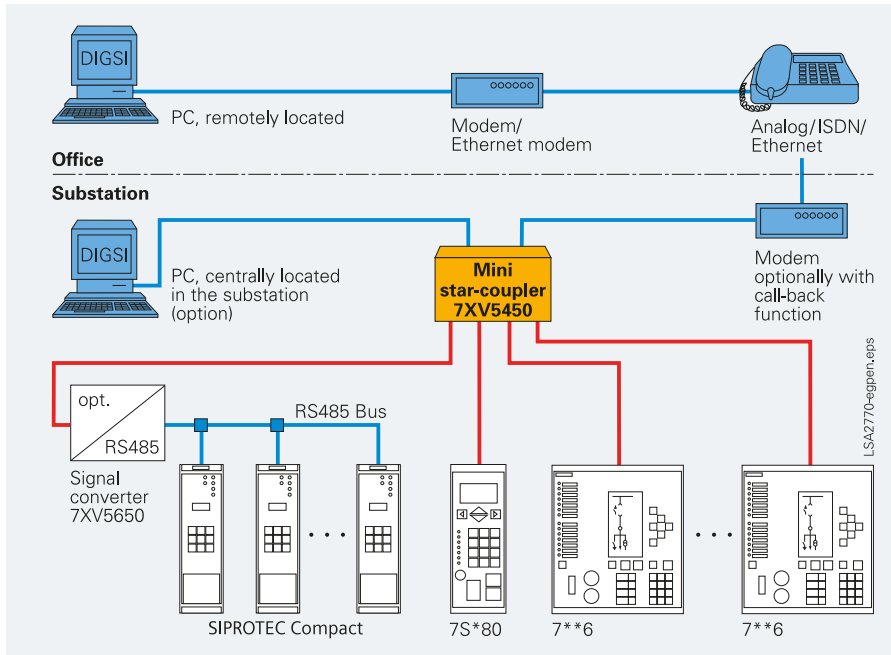 DIGSI
PC, remotely located
Modem/
Ethernet modem
Analog/ISDN/
Ethernet
Office
Substation
DIGSI
PC, centrally located
in the substation
(option)
Mini
star-coupler
7XV5450
Modem
optionally with
call-back
function
LSA2770-egpen.eps
opt.
RS485
RS485 Bus
Signal
converter
7XV5650
. . .
. . .
SIPROTEC Compact
7S*80
7**6
7**6